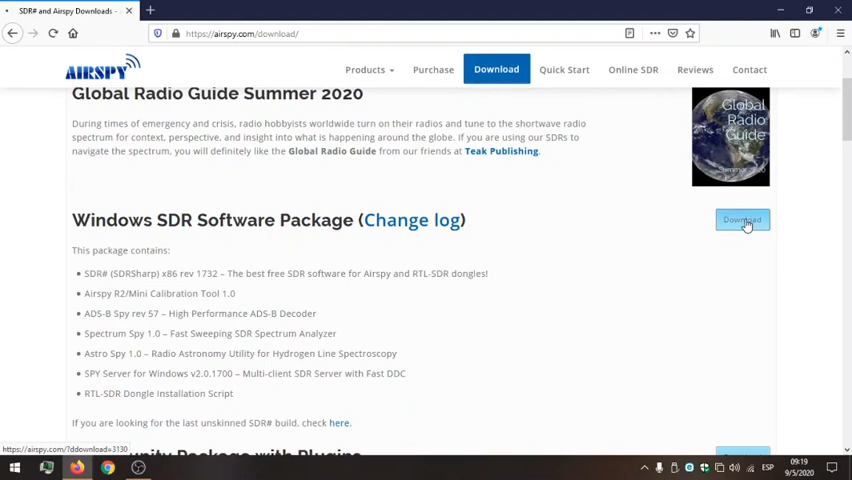 SDR# and Airspy Downloads -
https://airspy.com/download/
AIRSPY
Products
Purchase
Download
Quick Start
Online SDR
Reviews
Contact
Global Radio Guide Summer 2020
During times of emergency and crisis, radio hobbyists worldwide turn on their radios and tune to the shortwave radio
spectrum for context, perspective, and insight into what is happening around the globe. If you are using our SDRs to
navigate the spectrum, you will definitely like the Global Radio Guide from our friends at Teak Publishing.
Global
Radio
Guide
Windows SDR Software Package (Change log)
Download
This package contains:
SDR# (SDRSharp) x86 rev 1732 – The best free SDR software for Airspy and RTL-SDR dongles!
Airspy R2/Mini Calibration Tool 1.0
ADS-B Spy rev 57 – High Performance ADS-B Decoder
Spectrum Spy 1.0 – Fast Sweeping SDR Spectrum Analyzer
Astro Spy 1.0 – Radio Astronomy Utility for Hydrogen Line Spectroscopy
SPY Server for Windows v2.0.1700 – Multi-client SDR Server with Fast DDC
RTL-SDR Dongle Installation Script
If you are looking for the last unskinned SDR# build, check here.
https://airspy.com/?ddownload=3130
Package with Plugins
ESP
09:19
9/5/2020